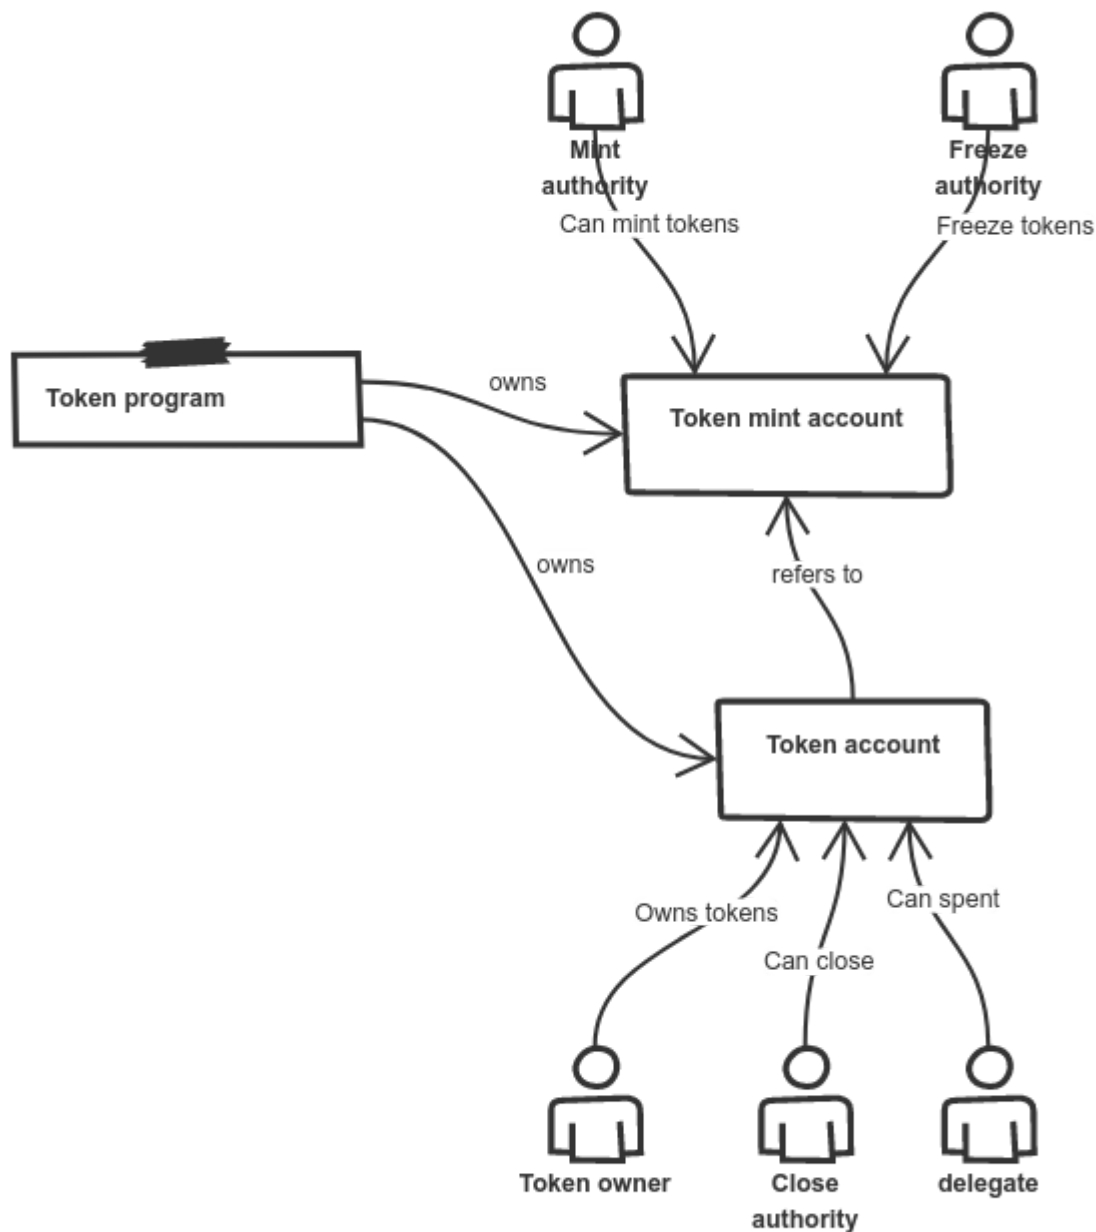 Mint
authority
Freeze
authority
Can mint tokens
Freeze tokens
Token program
owns
Token mint account
owns
refers to
Token account
Owns tokens
Can spent
Can close
Token owner
Close
authority
delegate